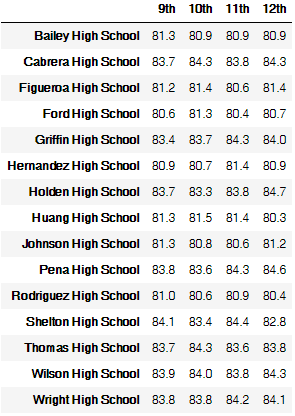 9th 10th 11th 12th
Bailey High School 81.3 80.9 80.9 80.9
Cabrera High School 83.7 84.3 83.8 84.3
Figueroa High School 81.2 81.4 80.6 81.4
Ford High School 80.6 81.3 80.4 80.7
Griffin High School 83.4 83.7 84.3 84.0
Hernandez High School 80.9 80.7 81.4 80.9
Holden High School 83.7 83.3 83.8 84.7
Huang High School 81.3 81.5 81.4 80.3
Johnson High School 81.3 80.8 80.6 81.2
Pena High School 83.8 83.6 84.3 84.6
Rodriguez High School 81.0 80.6 80.9 80.4
Shelton High School 84.1 83.4 84.4 82.8
Thomas High School 83.7 84.3 83.6 83.8
Wilson High School 83.9 84.0 83.8 84.3
Wright High School 83.8 83.8 84.2 84.1